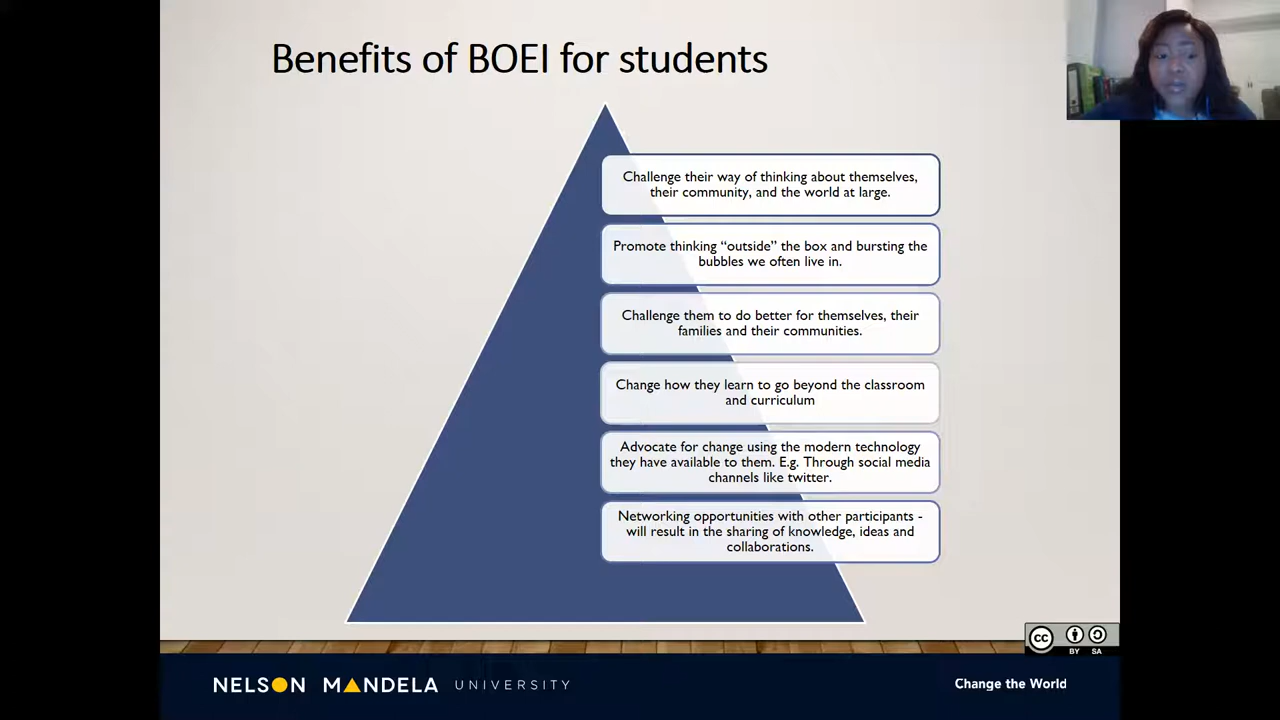 Benefits of BOEI for students
Challenge their way of thinking about themselves,
their community, and the world at large.
Promote thinking “outside” the box and bursting the
bubbles we often live in.
Challenge them to do better for themselves, their
families and their communities.
Change how they learn to go beyond the classroom
and curriculum
Advocate for change using the modern technology
they have available to them. E.g. Through social media
channels like twitter.
Networking opportunities with other participants -
will result in the sharing of knowledge, ideas and
collaborations.
cc
BY SA
NELSON MANDELA UNIVERSITY
Change the World